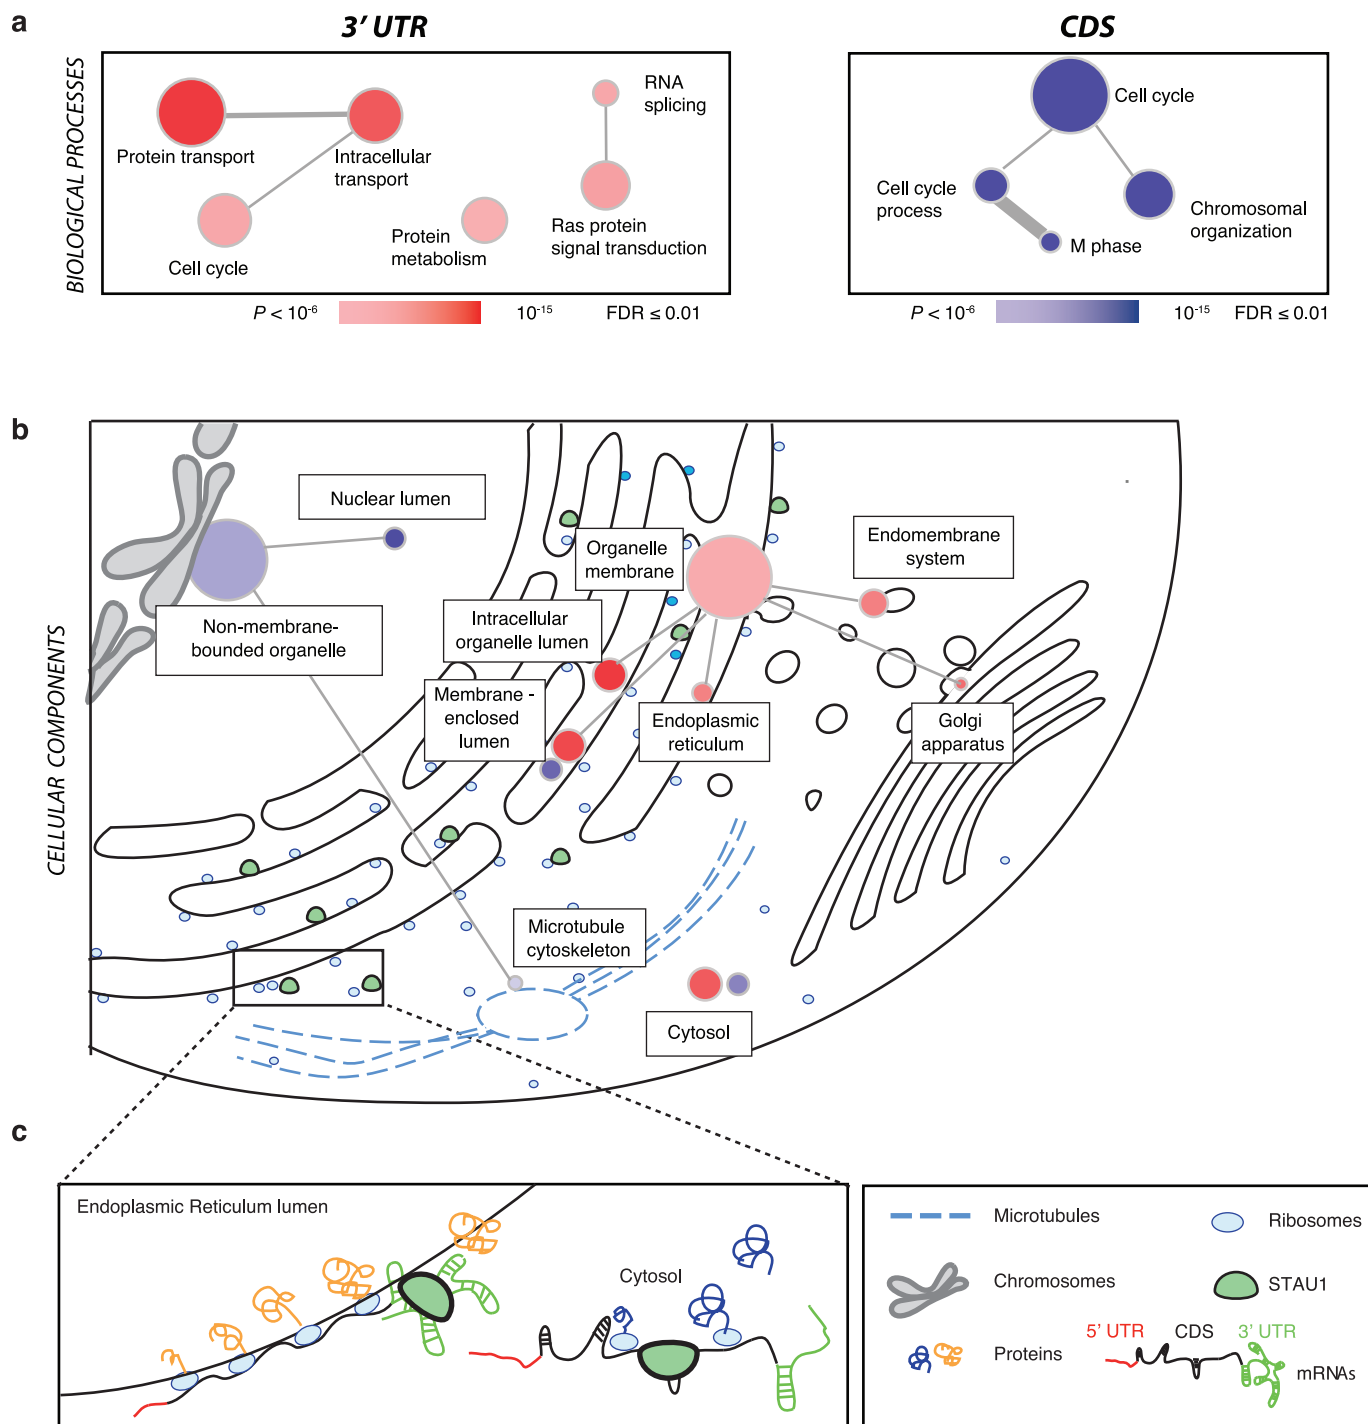 a
3′ UTR
CDS
BIOLOGICAL PROCESSES
Protein transport
Intracellular
transport
Cell cycle
Protein
metabolism
RNA
splicing
Ras protein
signal transduction
P < 10-6
10-15
FDR ≤ 0.01
Cell cycle
Cell cycle
process
M phase
Chromosomal
organization
P < 10-6
10-15
FDR ≤ 0.01
b
CELLULAR COMPONENTS
Nuclear lumen
Non-membrane-
bounded organelle
Organelle
membrane
Endomembrane
system
Intracellular
organelle lumen
Membrane -
enclosed
lumen
Endoplasmic
reticulum
Golgi
apparatus
Microtubule
cytoskeleton
Cytosol
c
Endoplasmic Reticulum lumen
Cytosol
Microtubules
Ribosomes
Chromosomes
STAU1
Proteins
5' UTR
CDS
3' UTR
mRNAs